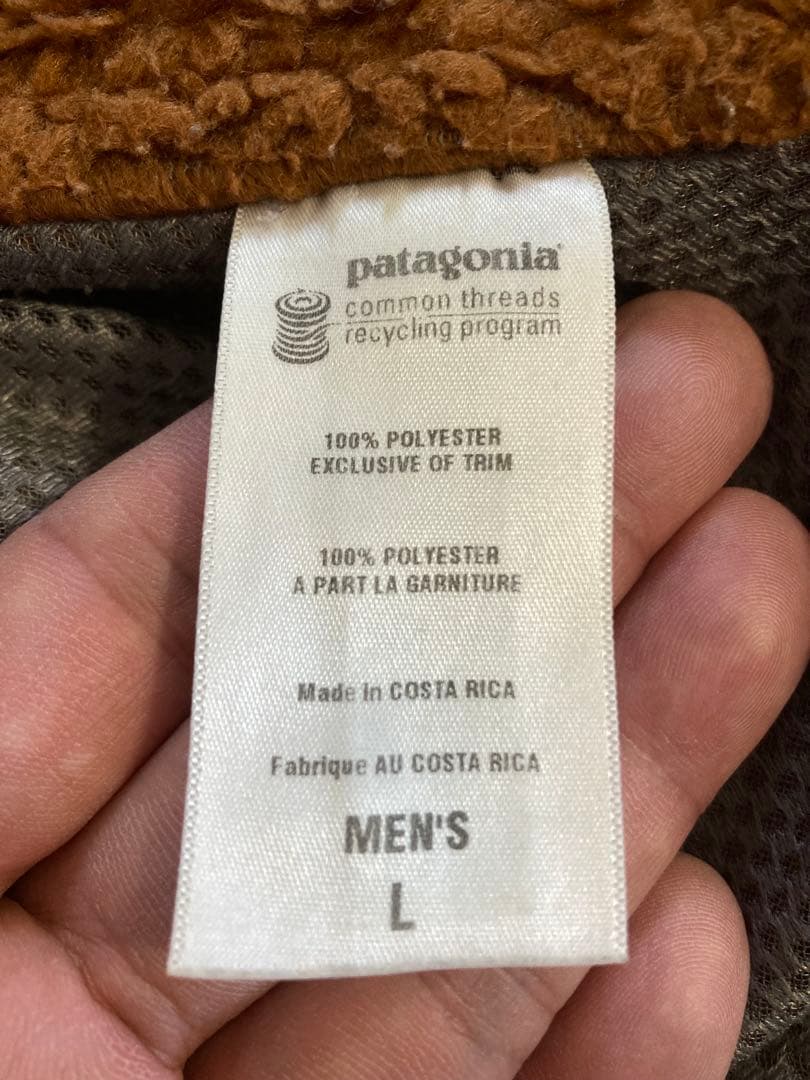 patagonia
common threads
recycling program
100% POLYESTER
EXCLUSIVE OF TRIM
100% POLYESTER
A PART LA GARNITURE
Made in COSTA RICA
Fabrique AU COSTA RICA
MEN'S
L